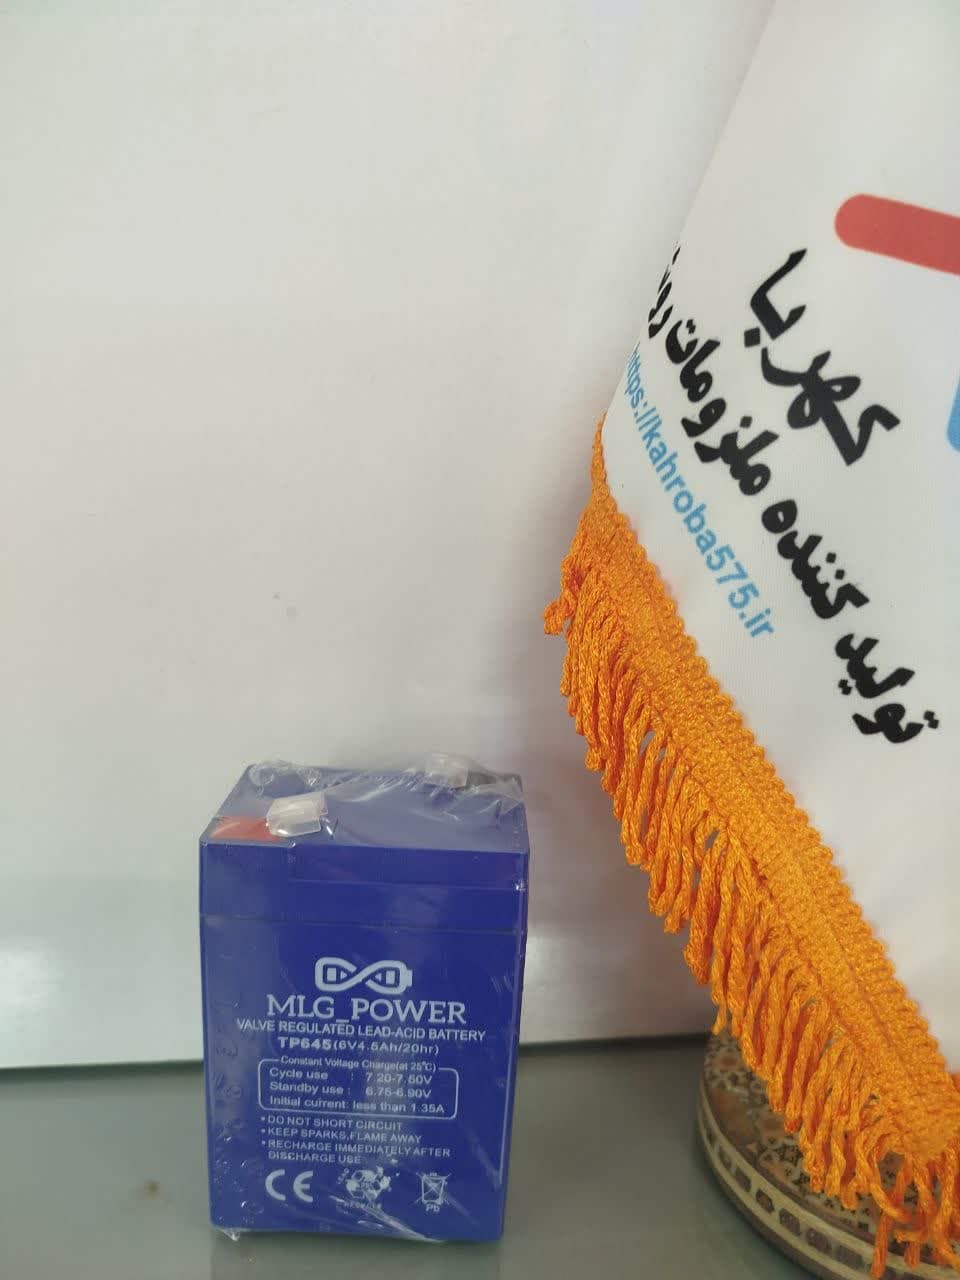 کهربا
تولید کننده ملزومات
https://kahroba575.ir
MLG_POWER
VALVE REGULATED LEAD-ACID BATTERY
TP645(6V4.5Ah/20hr)
Constant Voltage Charge(at 25℃)
Cycle use : 7.20-7.50V
Standby use : 6.75-6.90V
Initial current: less than 1.35A
• DO NOT SHORT CIRCUIT
• KEEP SPARKS,FLAME AWAY
• RECHARGE IMMEDIATELY AFTER
DISCHARGE USE
CE
Pb
RECYCLE